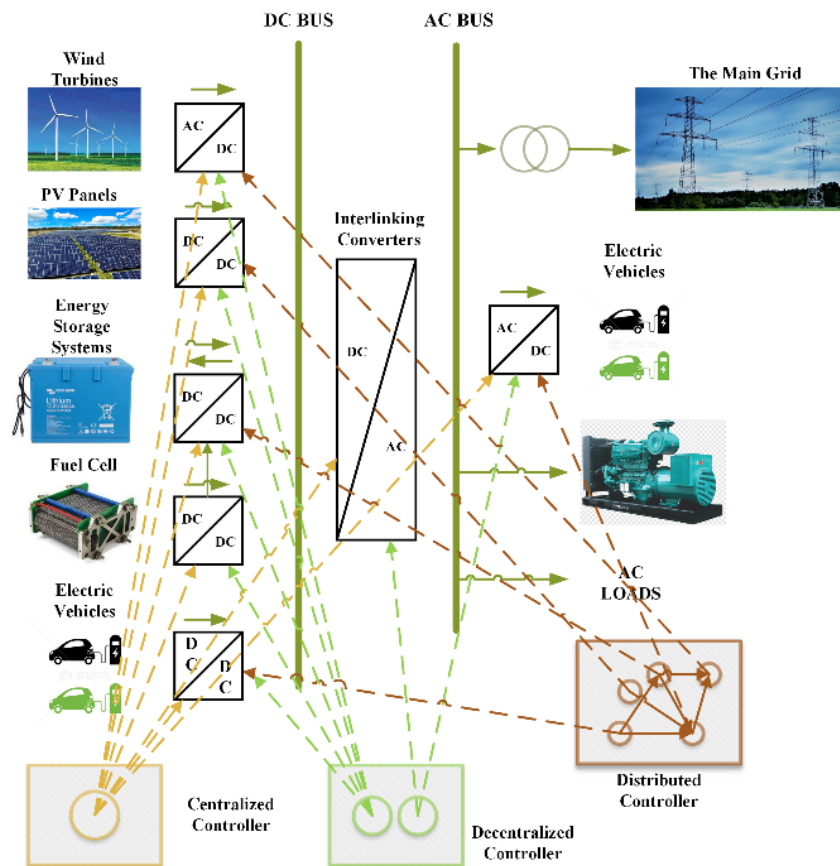 DC BUS
AC BUS
Wind
Turbines
The Main Grid
AC
DC
PV Panels
DC
DC
Interlinking
Converters
Electric
Vehicles
Energy
Storage
Systems
AC
DC
DC
AC
DC
DC
Lithium
Fuel Cell
DC
DC
Electric
Vehicles
AC
LOADS
D
C
D
C
Centralized
Controller
Decentralized
Controller
Distributed
Controller